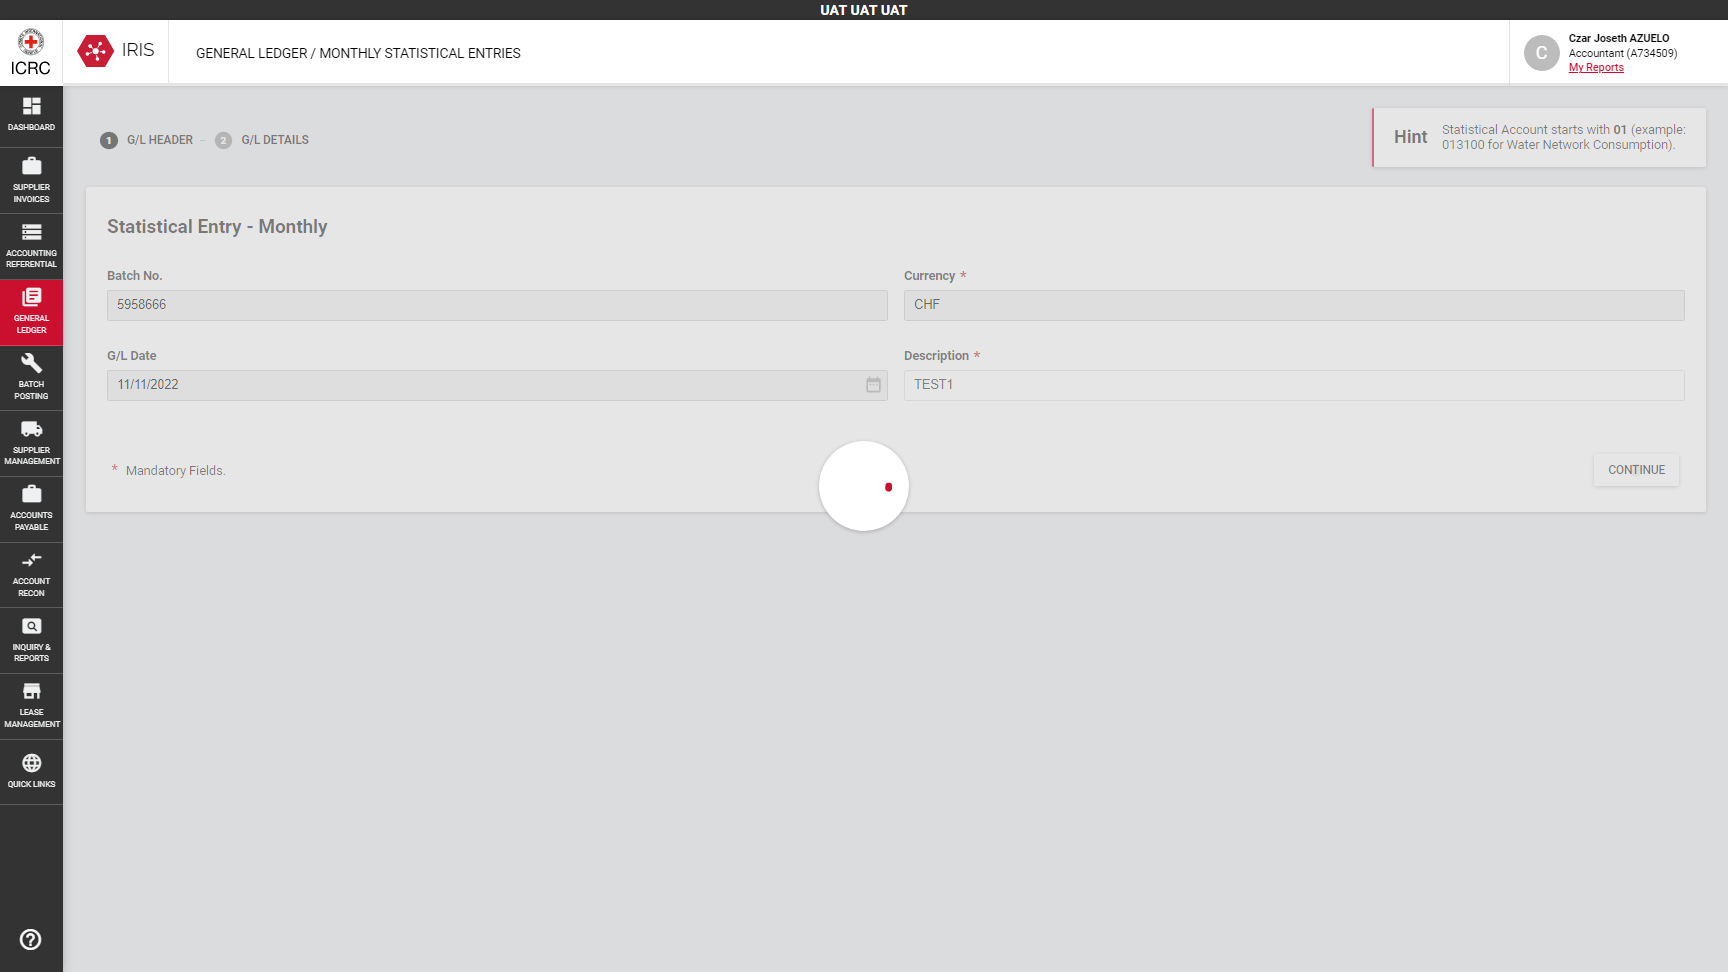 UAT UAT UAT
ICRC
IRIS
GENERAL LEDGER / MONTHLY STATISTICAL ENTRIES
C
Czar Joseth AZUELO
Accountant (A734509)
My Reports
DASHBOARD
SUPPLIER
INVOICES
ACCOUNTING
REFERENTIAL
GENERAL
LEDGER
BATCH
POSTING
SUPPLIER
MANAGEMENT
ACCOUNTS
PAYABLE
ACCOUNT
RECON
INQUIRY &
REPORTS
LEASE
MANAGEMENT
QUICK LINKS
1 G/L HEADER - 2 G/L DETAILS
Hint
Statistical Account starts with 01 (example:
013100 for Water Network Consumption).
Statistical Entry - Monthly
Batch No.
5958666
Currency *
CHF
G/L Date
11/11/2022
Description *
TEST1
* Mandatory Fields.
CONTINUE